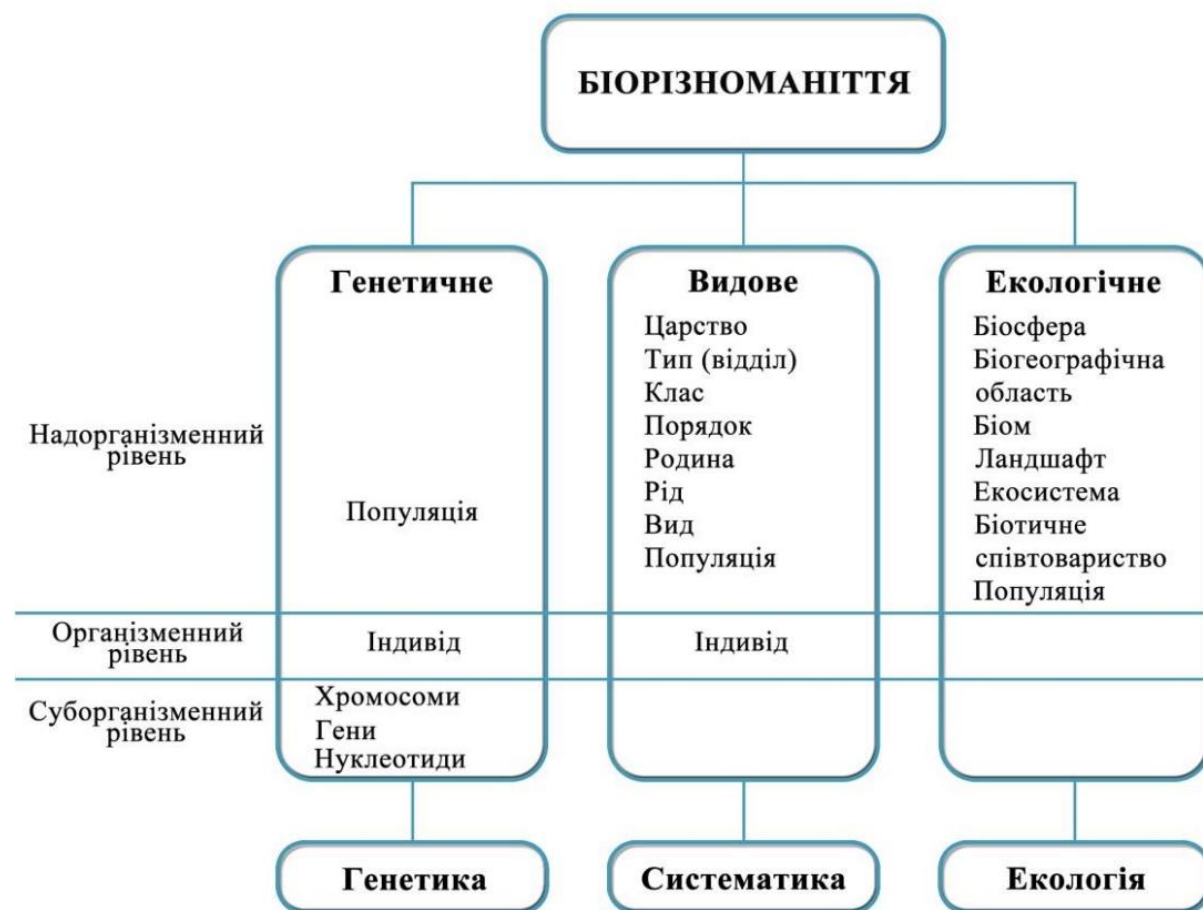 БІОРІЗНОМАНІТТЯ
Генетичне
Видове
Екологічне
Надорганізменний
рівень
Популяція
Царство
Тип (відділ)
Клас
Порядок
Родина
Рід
Вид
Популяція
Біосфера
Біогеографічна
область
Біом
Ландшафт
Екосистема
Біотичне
співтовариство
Популяція
Організменний
рівень
Індивід
Індивід
Суборганізменний
рівень
Хромосоми
Гени
Нуклеотиди
Генетика
Систематика
Екологія